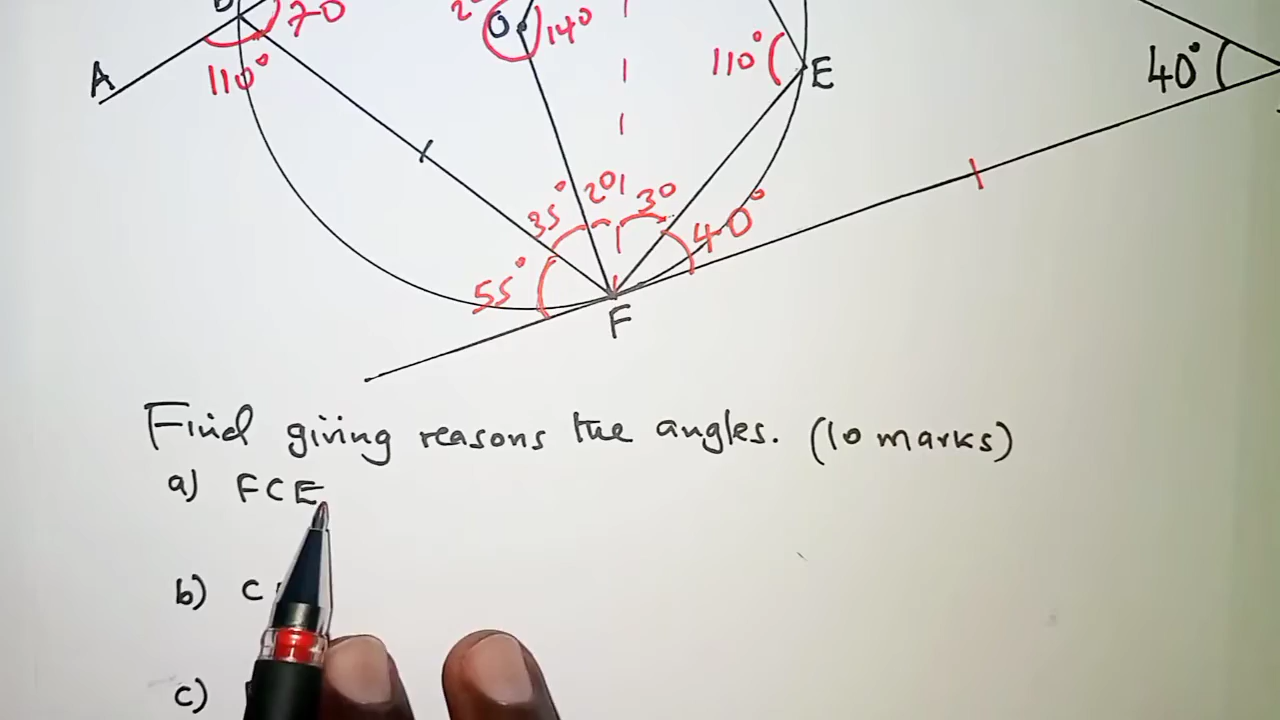 70
A
110°
O
140
110°
E
40°
35°
20
30
40°
55°
F
Find giving reasons the angles. (10 marks)
a) FCE
b) C
c)